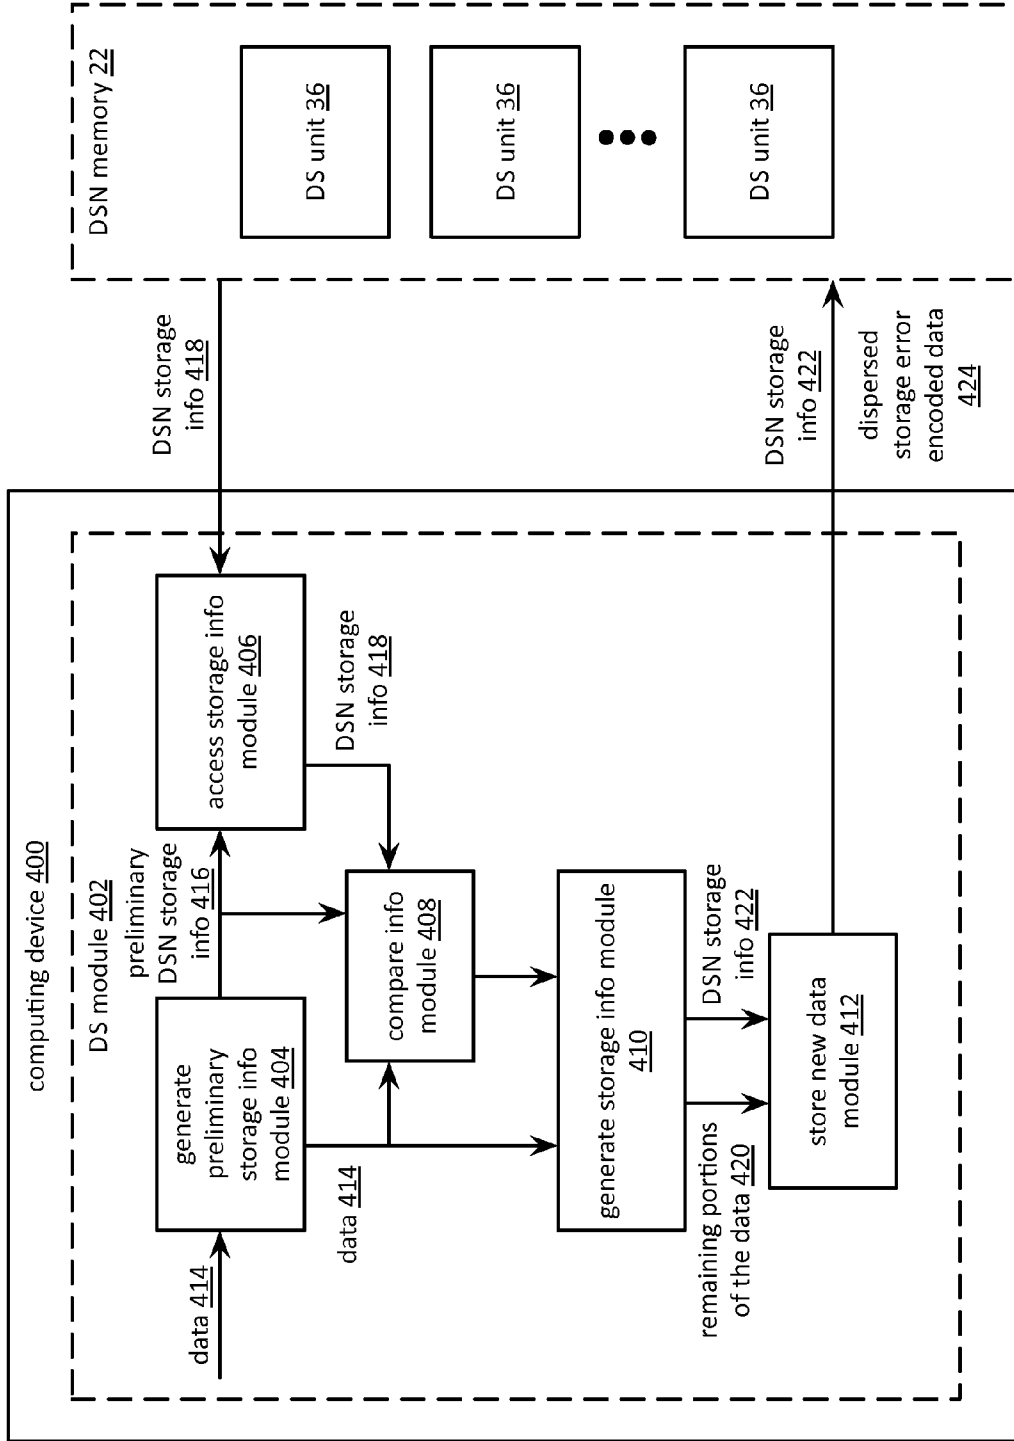 computing device 400
DS module 402
data 414
generate
preliminary
storage info
module 404
preliminary
DSN storage
info 416
access storage info
module 406
DSN storage
info 418
DSN storage
info 418
data 414
compare info
module 408
generate storage info module
410
remaining portions
of the data 420
DSN storage
info 422
store new data
module 412
DSN storage
info 422
dispersed
storage error
encoded data
424
DSN memory 22
DS unit 36
DS unit 36
DS unit 36